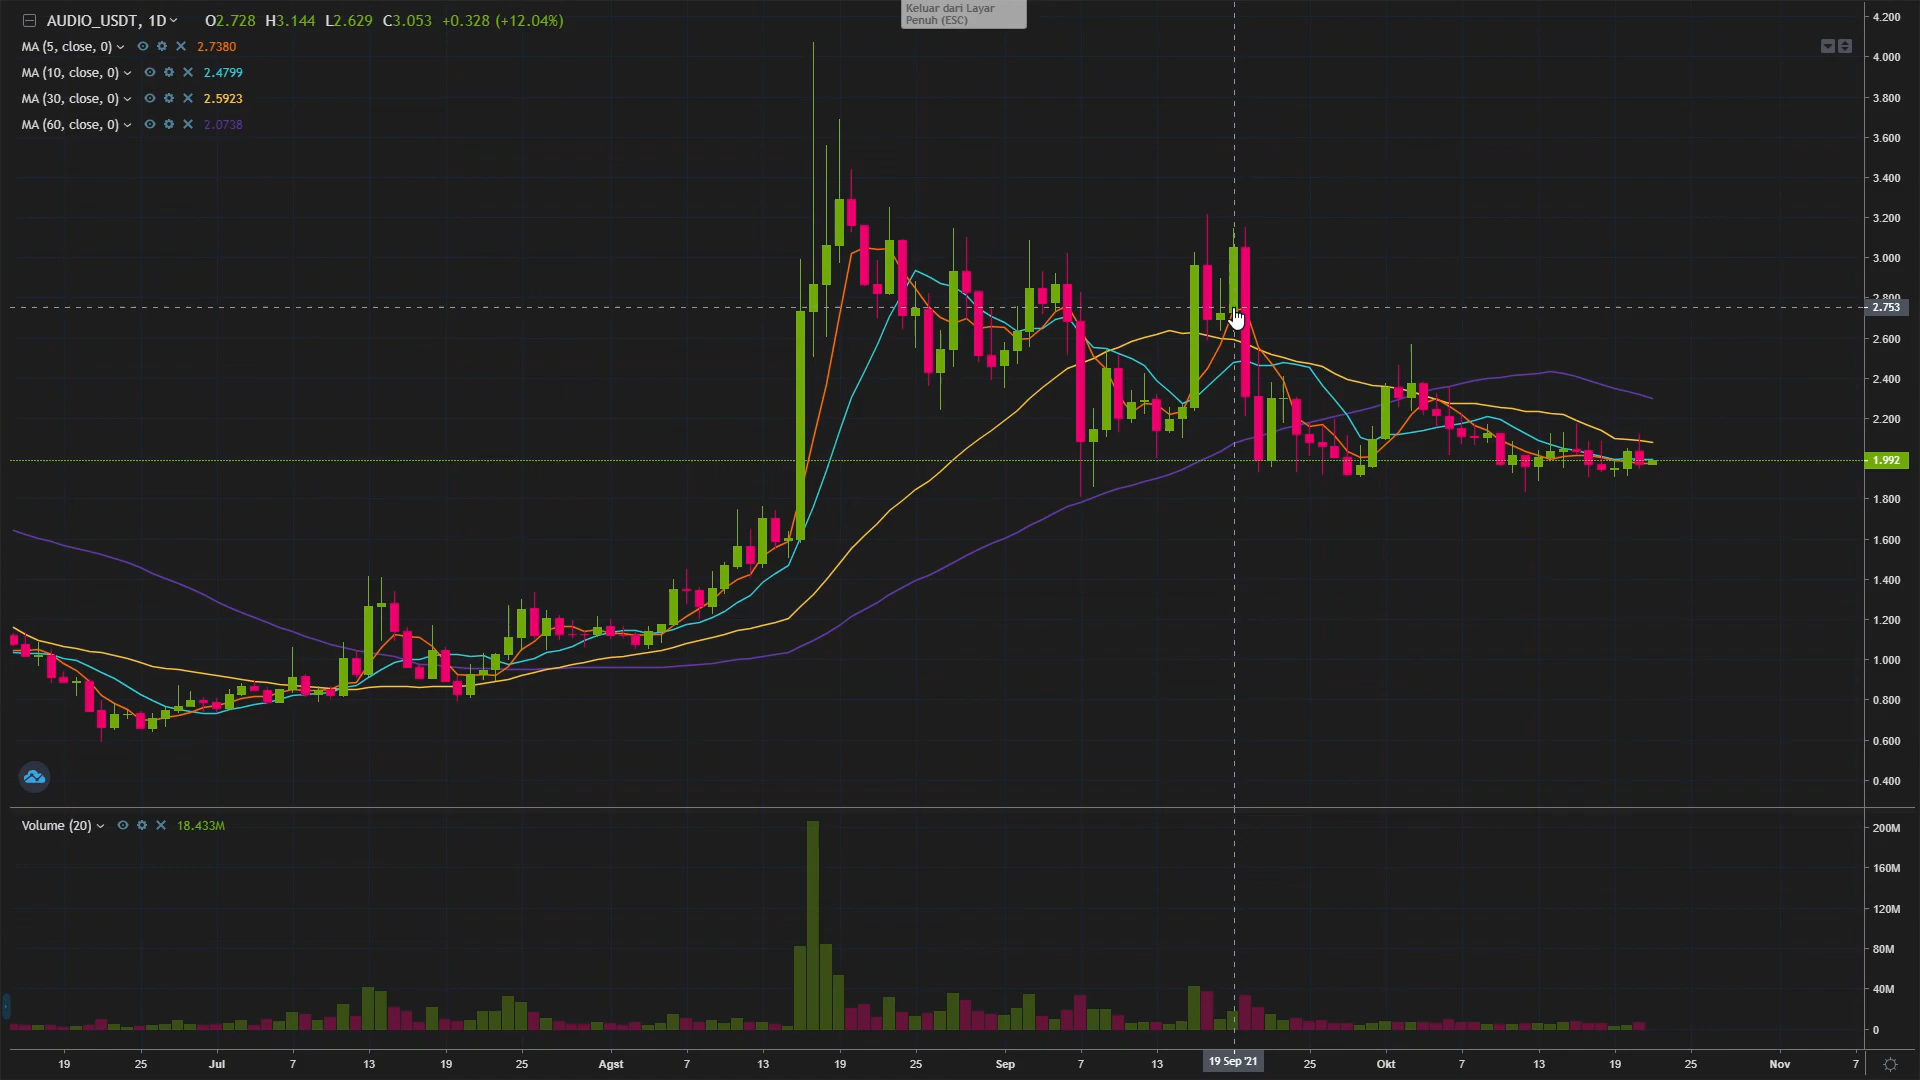 Keluar dari Layar
Penuh (ESC)
AUDIO_USDT, 1D O2.728 H3.144 L2.629 C3.053 +0.328 (+12.04%)
MA (5, close, 0) 2.7380
MA (10, close, 0) 2.4799
MA (30, close, 0) 2.5923
MA (60, close, 0) 2.0738
4.200
4.000
3.800
3.600
3.400
3.200
3.000
2.800
2.753
2.600
2.400
2.200
1.992
1.800
1.600
1.400
1.200
1.000
0.800
0.600
0.400
Volume (20) 18.433M
200M
160M
120M
80M
40M
0
19 25 Jul 7 13 19 25 Agst 7 13 19 25 Sep 7 13 19 Sep '21 25 Okt 7 13 19 25 Nov 7